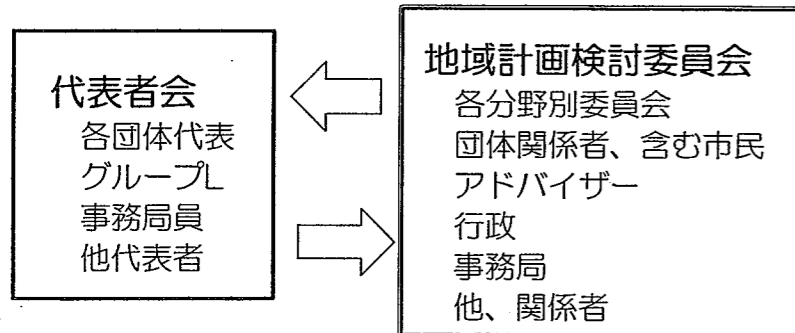 代表者会
各団体代表
グループL
事務局員
他代表者
地域計画検討委員会
各分野別委員会
団体関係者、含む市民
アドバイザー
行政
事務局
他、関係者